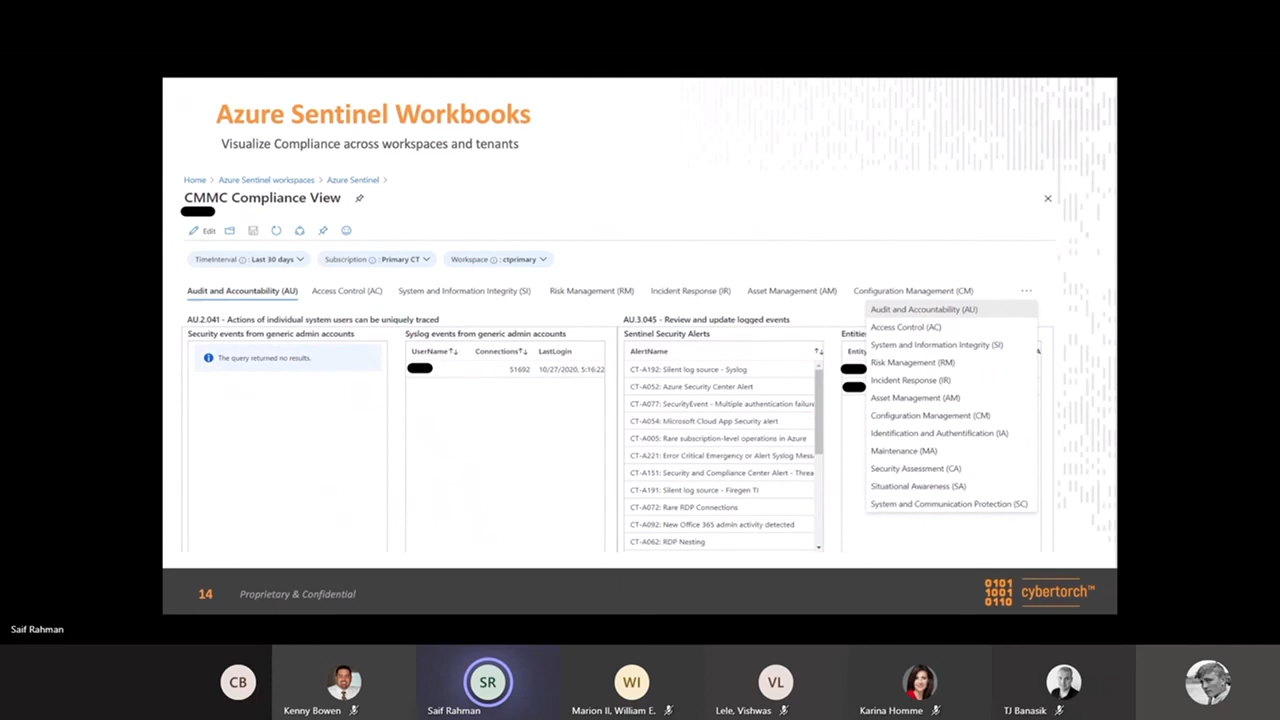 Azure Sentinel Workbooks
Visualize Compliance across workspaces and tenants
Home > Azure Sentinel workspaces > Azure Sentinel >
CMMC Compliance View
Edit
TimeInterval : Last 30 days
Subscription : Primary CT
Workspace : ctprimary
Audit and Accountability (AU)
Access Control (AC)
System and Information Integrity (SI)
Risk Management (RM)
Incident Response (IR)
Asset Management (AM)
Configuration Management (CM)
...
AU.2.041 - Actions of individual system users can be uniquely traced
Security events from generic admin accounts
The query returned no results.
Syslog events from generic admin accounts
UserName↑↓ Connections↑↓ LastLogin
51692 10/27/2020, 5:16:22
AU.3.045 - Review and update logged events
Sentinel Security Alerts
AlertName ↑↓
CT-A192: Silent log source - Syslog
CT-A052: Azure Security Center Alert
CT-A077: SecurityEvent - Multiple authentication failure
CT-A054: Microsoft Cloud App Security alert
CT-A005: Rare subscription-level operations in Azure
CT-A221: Error Critical Emergency or Alert Syslog Mess
CT-A151: Security and Compliance Center Alert - Threa
CT-A191: Silent log source - Firegen TI
CT-A072: Rare RDP Connections
CT-A092: New Office 365 admin activity detected
CT-A062: RDP Nesting
Entitie
Entity
Audit and Accountability (AU)
Access Control (AC)
System and Information Integrity (SI)
Risk Management (RM)
Incident Response (IR)
Asset Management (AM)
Configuration Management (CM)
Identification and Authentification (IA)
Maintenance (MA)
Security Assessment (CA)
Situational Awareness (SA)
System and Communication Protection (SC)
14
Proprietary & Confidential
0101
1001
0110
cybertorch™
Saif Rahman
CB
Kenny Bowen
SR
Saif Rahman
WI
Marion II, William E.
VL
Lele, Vishwas
Karina Homme
TJ Banasik